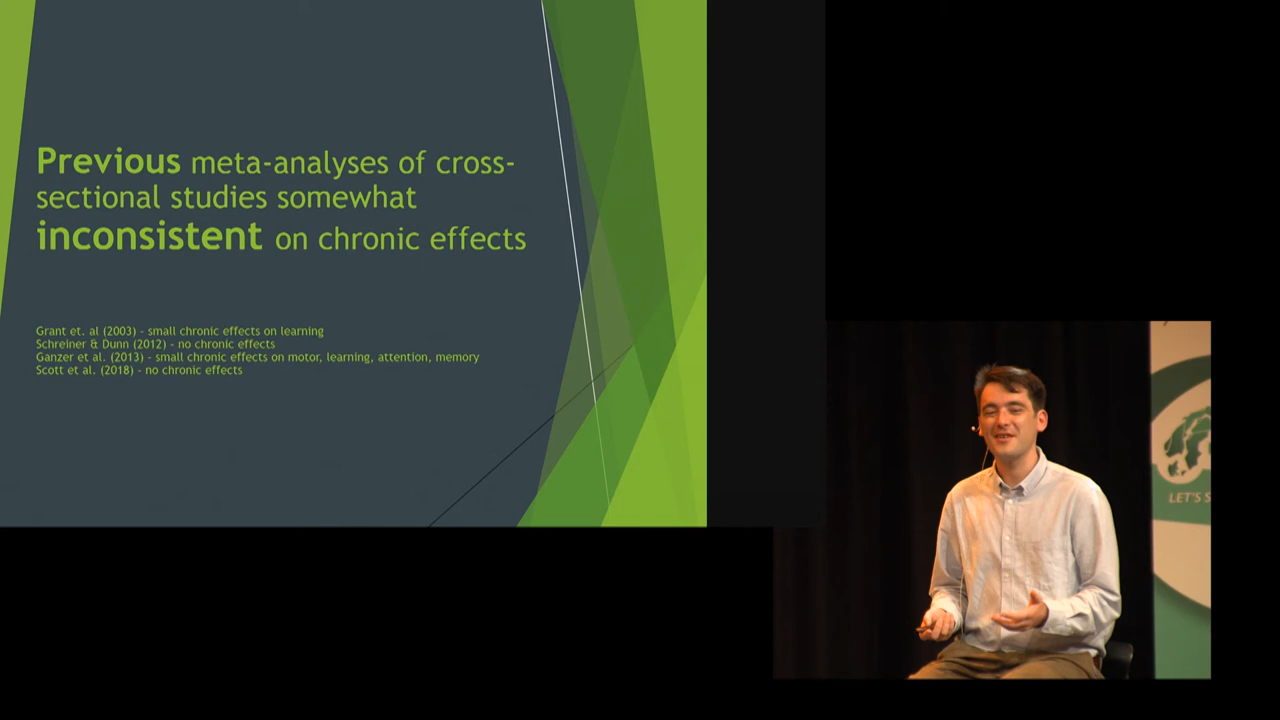 Previous meta-analyses of cross-
sectional studies somewhat
inconsistent on chronic effects
Grant et. al (2003) - small chronic effects on learning
Schreiner & Dunn (2012) - no chronic effects
Ganzer et al. (2013) - small chronic effects on motor, learning, attention, memory
Scott et al. (2018) - no chronic effects
LET'S S